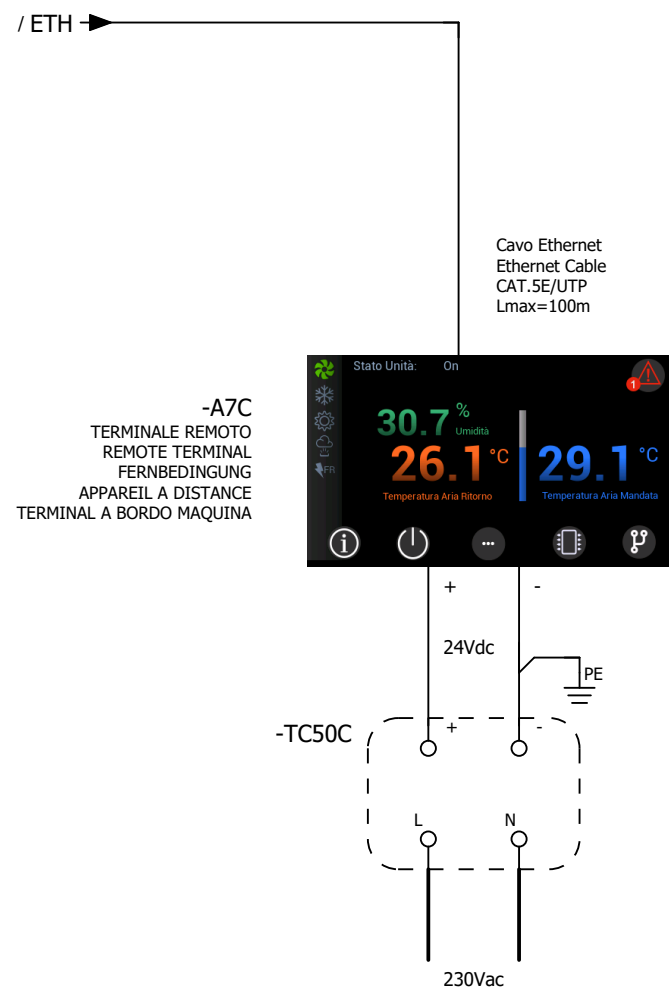 / ETH
Cavo Ethernet
Ethernet Cable
CAT.5E/UTP
Lmax=100m
Stato Unità: On
1
FR
30.7 %
Umidità
26.1 °C
Temperatura Aria Ritorno
29.1 °C
Temperatura Aria Mandata
i
-A7C
TERMINALE REMOTO
REMOTE TERMINAL
FERNBEDINGUNG
APPAREIL A DISTANCE
TERMINAL A BORDO MAQUINA
+ -
24Vdc
PE
-TC50C
+ -
L N
230Vac